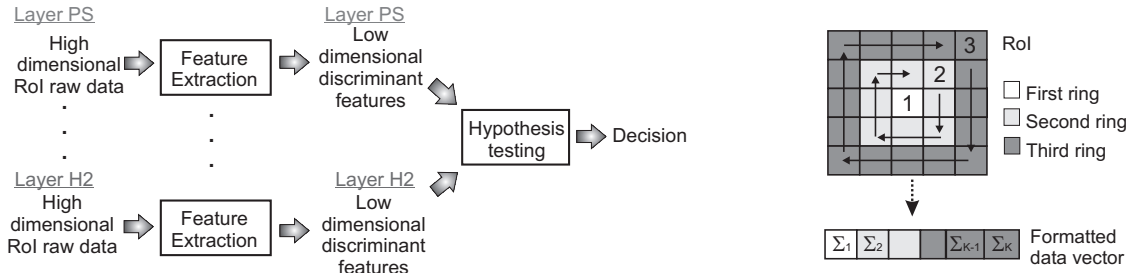 Layer PS
High
dimensional
RoI raw data
Feature
Extraction
Layer PS
Low
dimensional
discriminant
features
Hypothesis
testing
Decision
Layer H2
High
dimensional
RoI raw data
Feature
Extraction
Layer H2
Low
dimensional
discriminant
features
3
2
1
RoI
First ring
Second ring
Third ring
Σ1 Σ2 ΣK-1 ΣK
Formatted
data vector